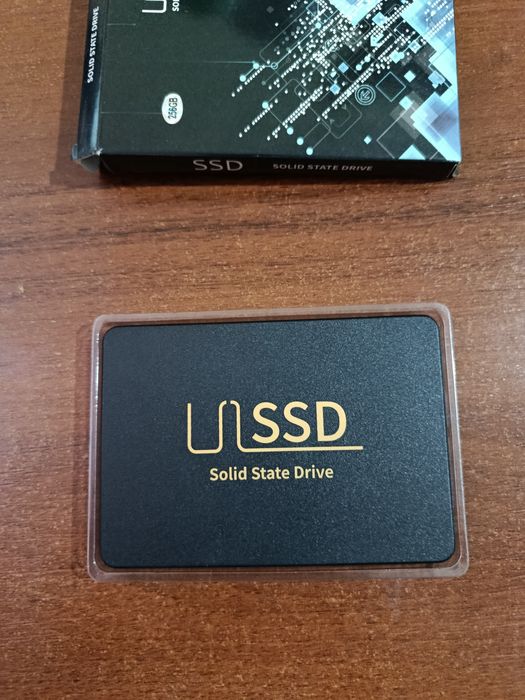 SOLID STATE DRIVE
256GB
SSD SOLID STATE DRIVE
SSD
Solid State Drive